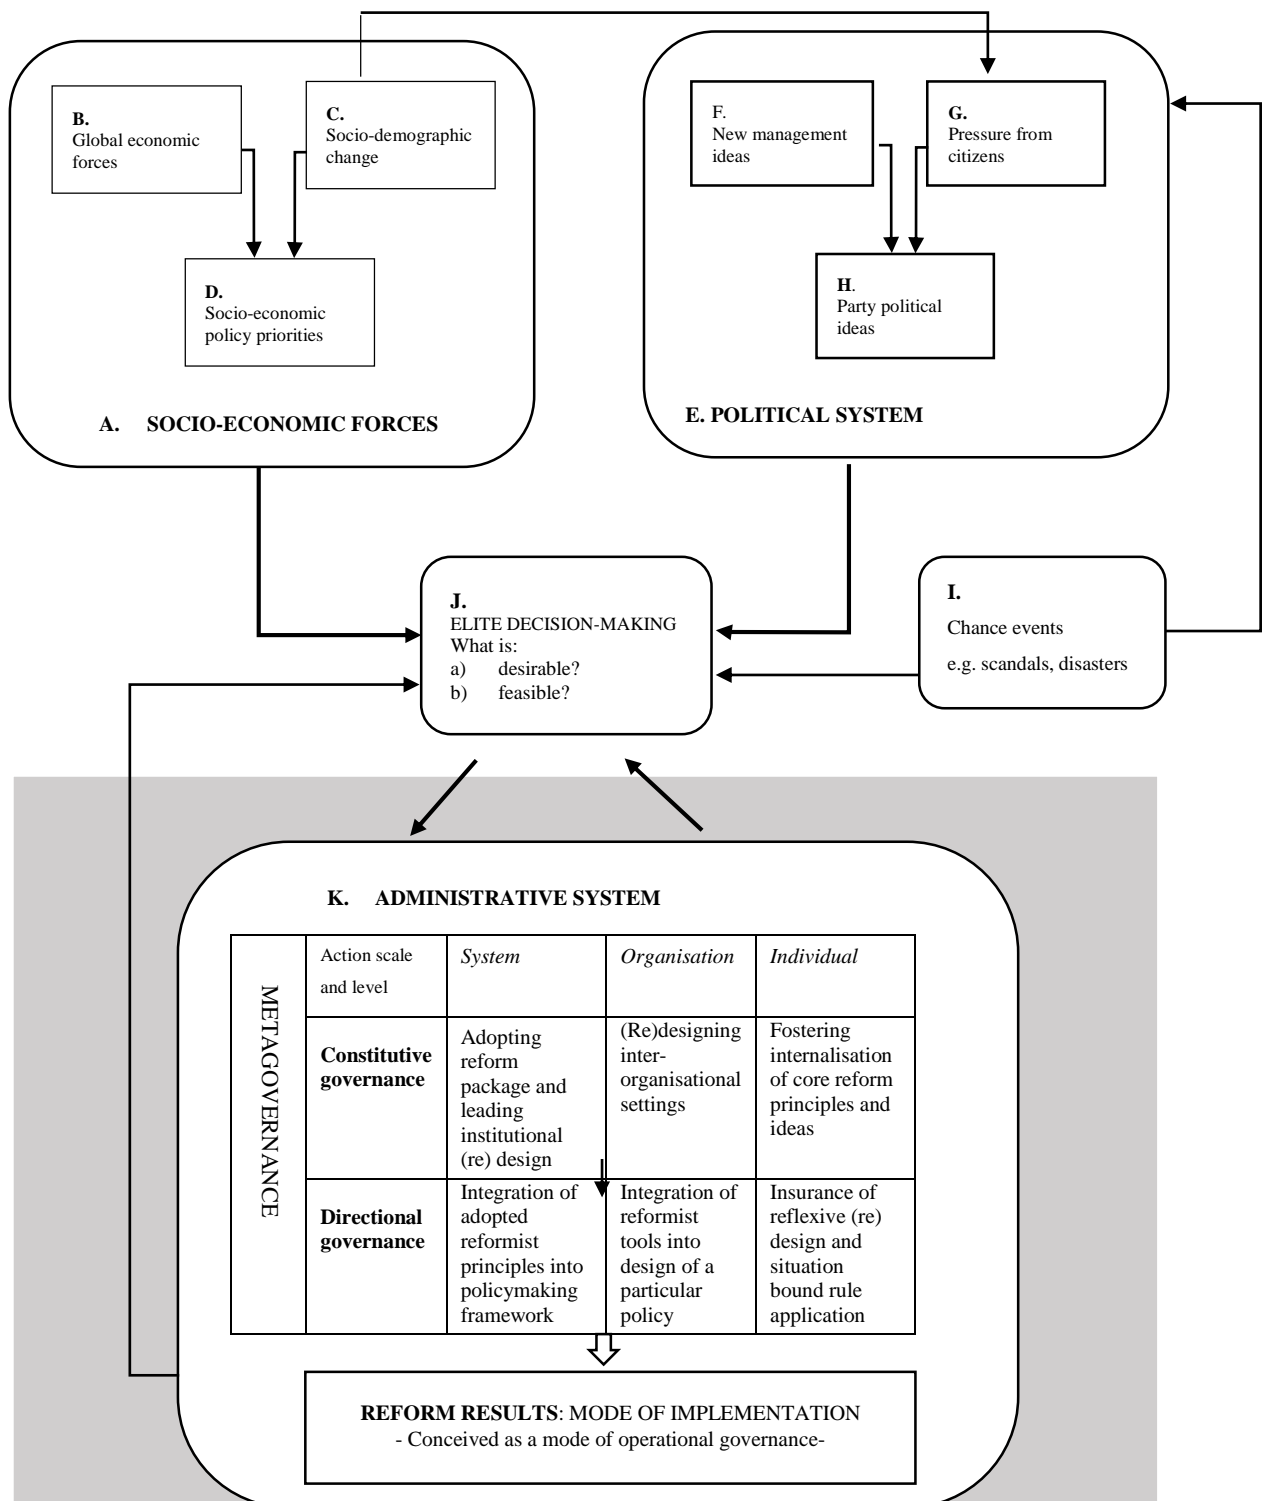 B.
Global economic
forces
C.
Socio-demographic
change
D.
Socio-economic
policy priorities
A. SOCIO-ECONOMIC FORCES
F.
New management
ideas
G.
Pressure from
citizens
H.
Party political
ideas
E. POLITICAL SYSTEM
J.
ELITE DECISION-MAKING
What is:
a) desirable?
b) feasible?
I.
Chance events
e.g. scandals, disasters
K. ADMINISTRATIVE SYSTEM
METAGOVERNANCE
Action scale
and level
System
Organisation
Individual
Constitutive
governance
Adopting
reform
package and
leading
institutional
(re) design
(Re)designing
inter-
organisational
settings
Fostering
internalisation
of core reform
principles and
ideas
Directional
governance
Integration of
adopted
reformist
principles into
policymaking
framework
Integration of
reformist
tools into
design of a
particular
policy
Insurance of
reflexive (re)
design and
situation
bound rule
application
REFORM RESULTS: MODE OF IMPLEMENTATION
- Conceived as a mode of operational governance-